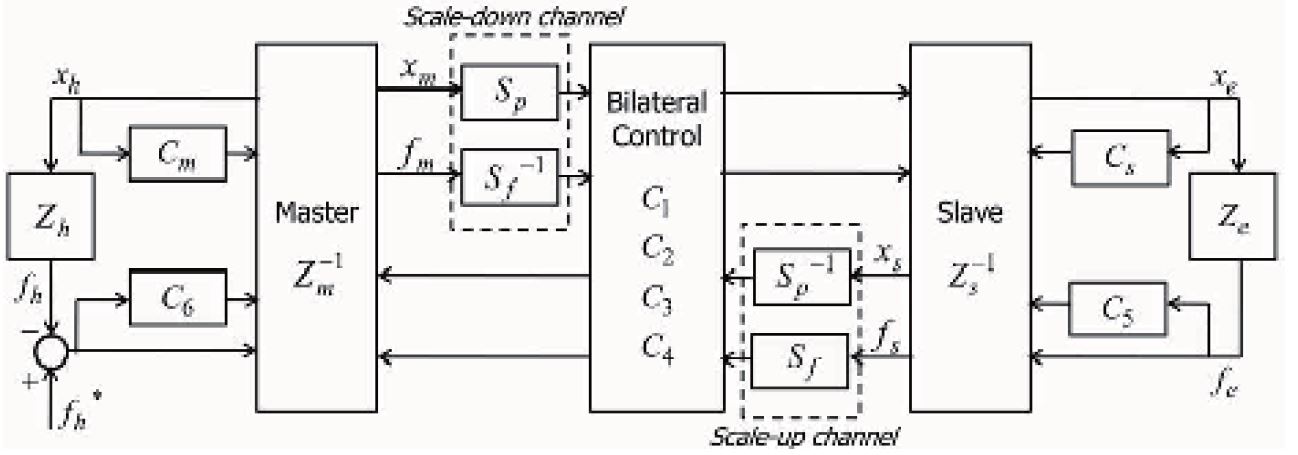 Scale-down channel
x_h
x_m
S_p
Bilateral
Control
x_e
C_m
f_m
S_f^{-1}
C_s
Z_h
Master
Z_m^{-1}
C_1
C_2
C_3
C_4
Slave
Z_s^{-1}
Z_e
x_s
S_p^{-1}
f_h
C_6
C_5
−
+
f_s
S_f
f_h*
f_e
Scale-up channel